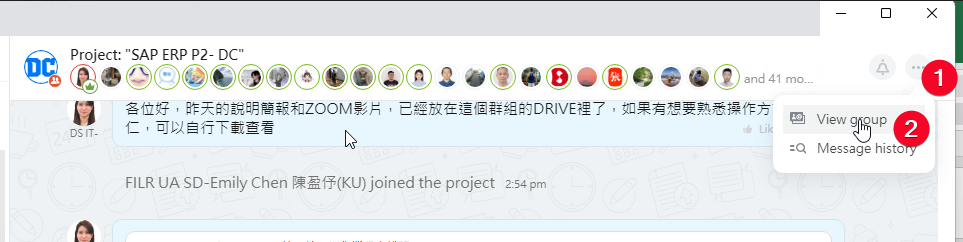 Project: "SAP ERP P2- DC"
DC
and 41 mo...
1
各位好，昨天的說明簡報和ZOOM影片，已經放在這個群組的DRIVE裡了，如果有想要熟悉操作方
DS IT-
仁，可以自行下載查看
Lik
View group
2
Message history
FILR UA SD-Emily Chen 陳盈伃(KU) joined the project 2:54 pm